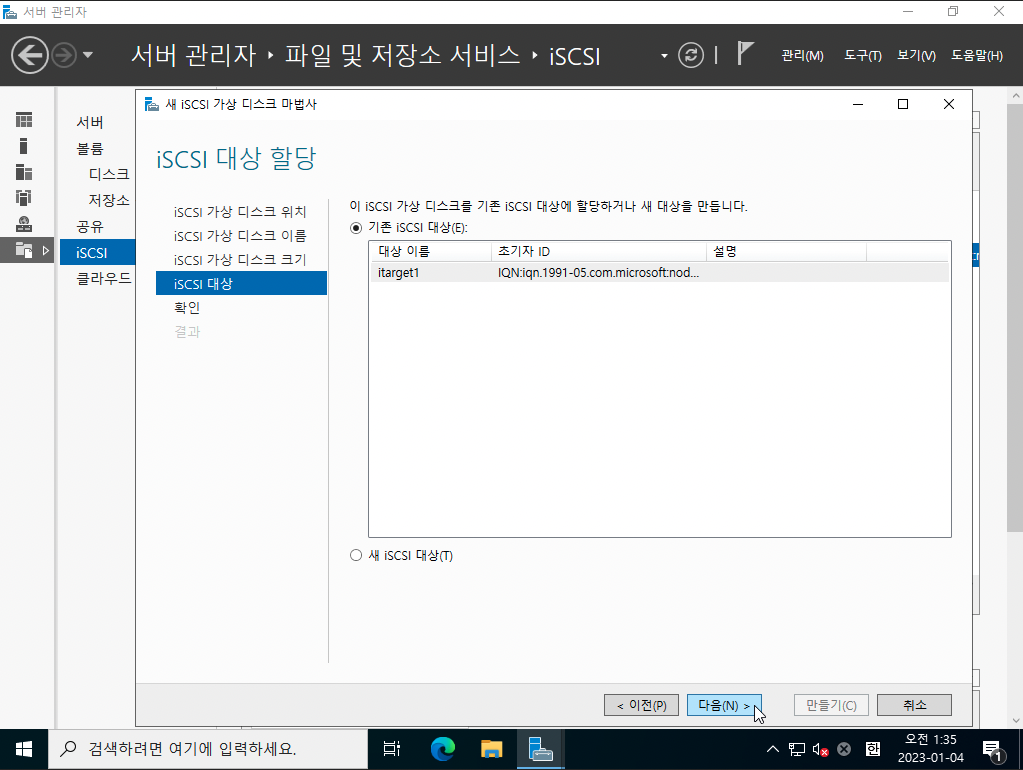 서버 관리자
서버 관리자 · 파일 및 저장소 서비스 · iSCSI
관리(M) 도구(T) 보기(V) 도움말(H)
새 iSCSI 가상 디스크 마법사
서버
볼륨
디스크
저장소
공유
iSCSI
클라우드
iSCSI 대상 할당
iSCSI 가상 디스크 위치
iSCSI 가상 디스크 이름
iSCSI 가상 디스크 크기
iSCSI 대상
확인
결과
이 iSCSI 가상 디스크를 기존 iSCSI 대상에 할당하거나 새 대상을 만듭니다.
기존 iSCSI 대상(E):
대상 이름 초기자 ID 설명
itarget1 IQN:iqn.1991-05.com.microsoft:nod...
새 iSCSI 대상(T)
< 이전(P) 다음(N) > 만들기(C) 취소
검색하려면 여기에 입력하세요.
한
오전 1:35
2023-01-04
1